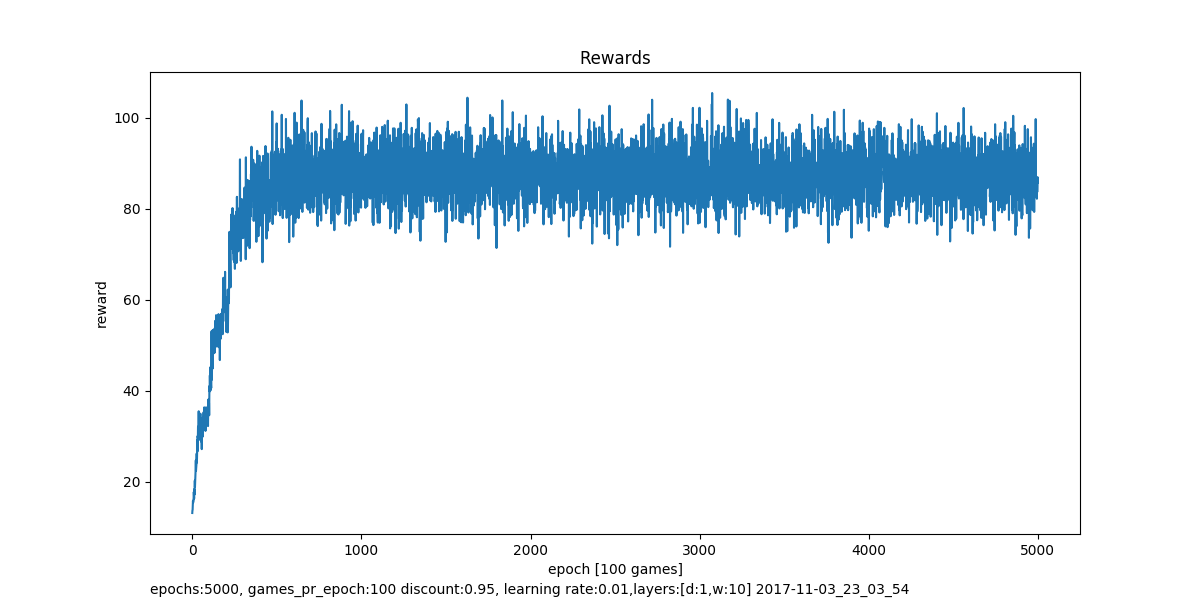 Rewards
100
80
60
40
20
reward
0 1000 2000 3000 4000 5000
epoch [100 games]
epochs:5000, games_pr_epoch:100 discount:0.95, learning rate:0.01,layers:[d:1,w:10] 2017-11-03_23_03_54